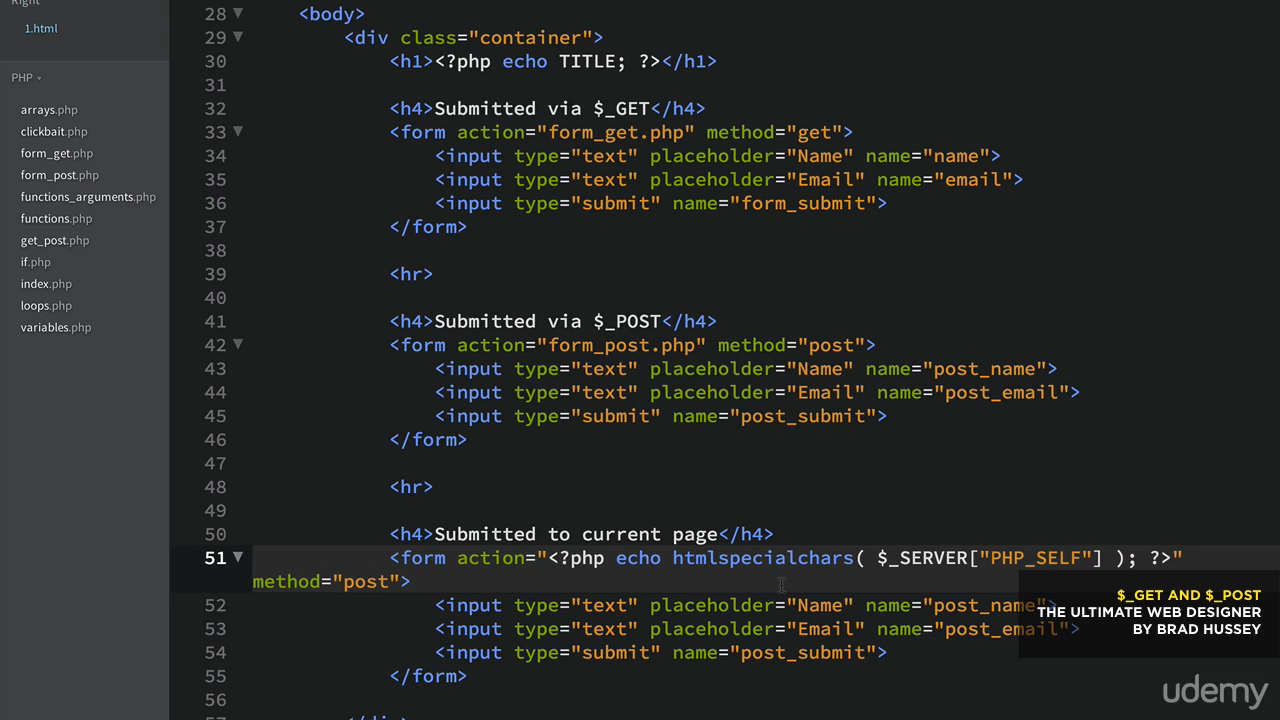 Right
1.html
PHP
arrays.php
clickbait.php
form_get.php
form_post.php
functions_arguments.php
functions.php
get_post.php
if.php
index.php
loops.php
variables.php
28 <body>
29 <div class="container">
30 <h1><?php echo TITLE; ?></h1>
31
32 <h4>Submitted via $_GET</h4>
33 <form action="form_get.php" method="get">
34 <input type="text" placeholder="Name" name="name">
35 <input type="text" placeholder="Email" name="email">
36 <input type="submit" name="form_submit">
37 </form>
38
39 <hr>
40
41 <h4>Submitted via $_POST</h4>
42 <form action="form_post.php" method="post">
43 <input type="text" placeholder="Name" name="post_name">
44 <input type="text" placeholder="Email" name="post_email">
45 <input type="submit" name="post_submit">
46 </form>
47
48 <hr>
49
50 <h4>Submitted to current page</h4>
51 <form action="<?php echo htmlspecialchars( $_SERVER["PHP_SELF"] ); ?>"
method="post">
52 <input type="text" placeholder="Name" name="post_name">
53 <input type="text" placeholder="Email" name="post_email">
54 <input type="submit" name="post_submit">
55 </form>
56
57 </div>
$_GET AND $_POST
THE ULTIMATE WEB DESIGNER
BY BRAD HUSSEY
udemy